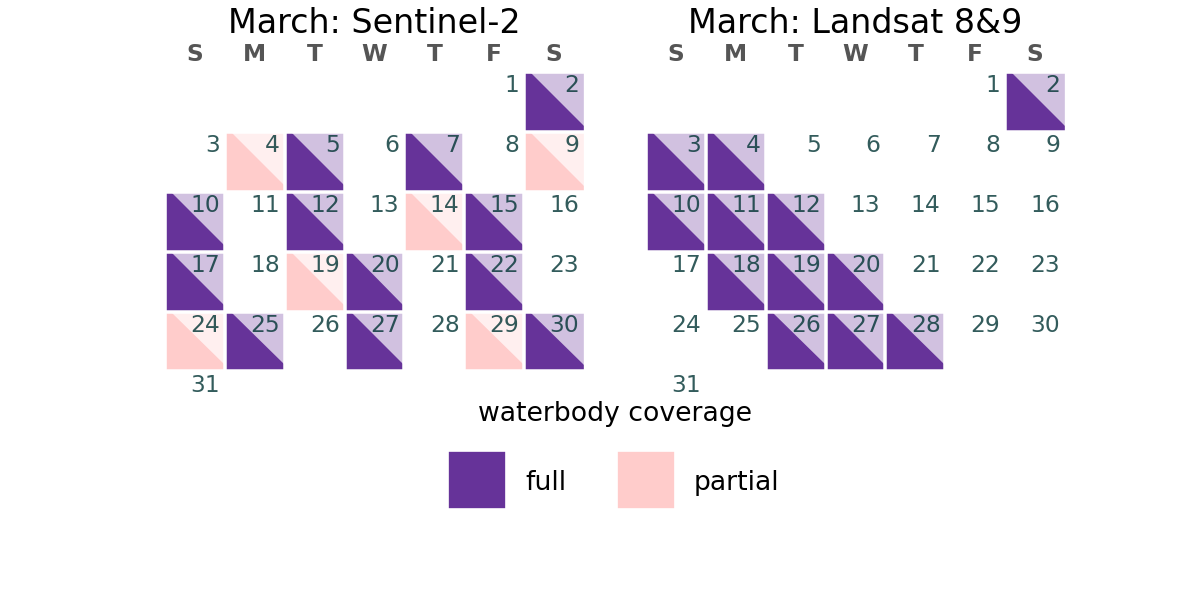 March: Sentinel-2
S M T W T F S
1 2
3 4 5 6 7 8 9
10 11 12 13 14 15 16
17 18 19 20 21 22 23
24 25 26 27 28 29 30
31
March: Landsat 8&9
S M T W T F S
1 2
3 4 5 6 7 8 9
10 11 12 13 14 15 16
17 18 19 20 21 22 23
24 25 26 27 28 29 30
31
waterbody coverage
full partial